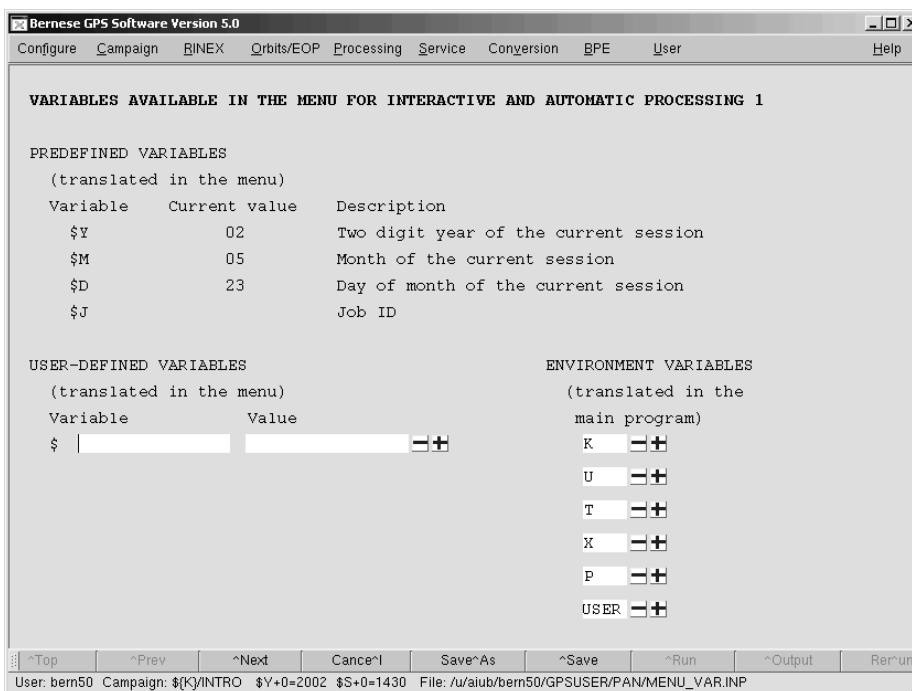 Bernese GPS Software Version 5.0
Configure Campaign RINEX Orbits/EOP Processing Service Conversion BPE User Help
VARIABLES AVAILABLE IN THE MENU FOR INTERACTIVE AND AUTOMATIC PROCESSING 1
PREDEFINED VARIABLES
(translated in the menu)
Variable Current value Description
$Y 02 Two digit year of the current session
$M 05 Month of the current session
$D 23 Day of month of the current session
$J Job ID
USER-DEFINED VARIABLES ENVIRONMENT VARIABLES
(translated in the menu) (translated in the
Variable Value main program)
$ K
U
T
X
P
USER
^Top ^Prev ^Next Cance^l Save^As ^Save ^Run ^Output Rer^un
User: bern50 Campaign: ${K}/INTRO $Y+0=2002 $S+0=1430 File: /u/aiub/bern50/GPSUSER/PAN/MENU_VAR.INP